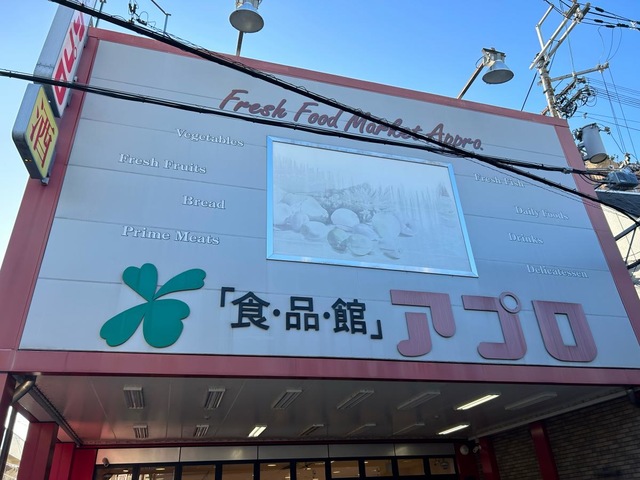 Fresh Food Market Appro.
Vegetables
Fresh Fruits
Bread
Prime Meats
Fresh Fish
Daily Foods
Drinks
Delicatessen
「食・品・館」アプロ
酒